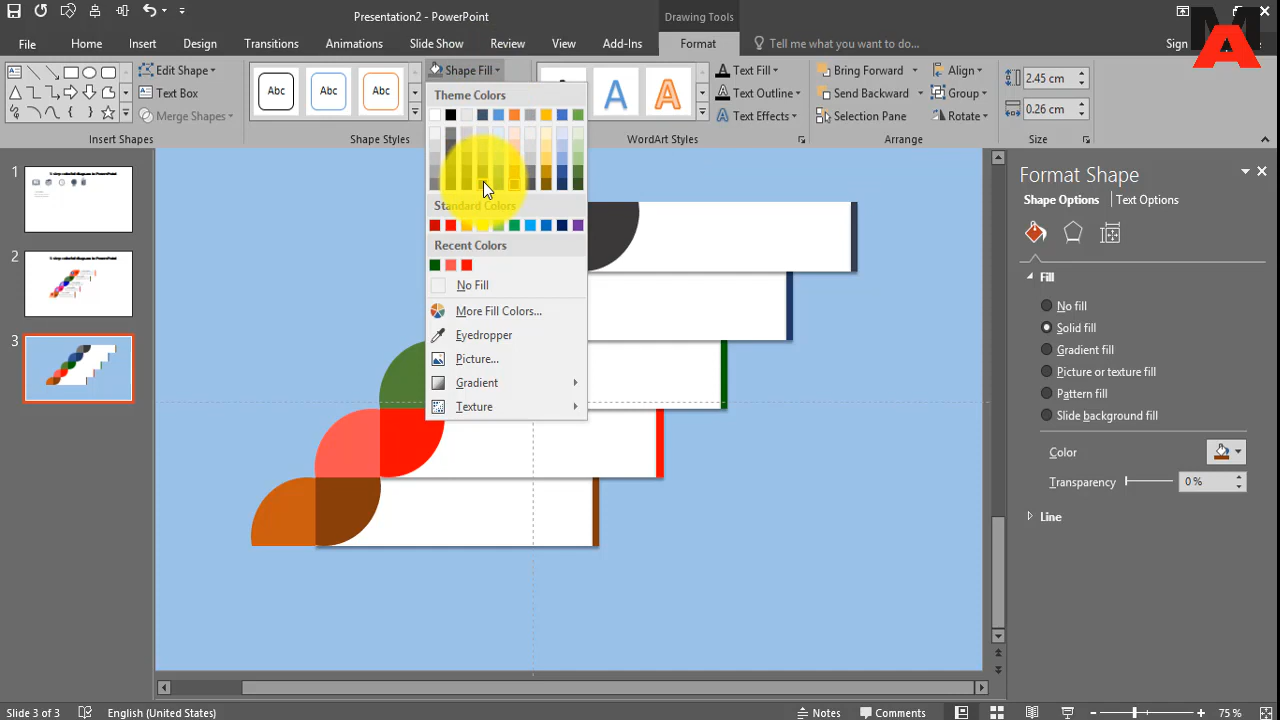 Presentation2 - PowerPoint
Drawing Tools
File
Home
Insert
Design
Transitions
Animations
Slide Show
Review
View
Add-Ins
Format
Tell me what you want to do...
Sign
MA
Edit Shape
Text Box
Merge Shapes
Insert Shapes
Abc
Abc
Abc
Shape Styles
Shape Fill
A
A
WordArt Styles
Text Fill
Text Outline
Text Effects
Bring Forward
Send Backward
Selection Pane
Align
Group
Rotate
Arrange
2.45 cm
0.26 cm
Size
Theme Colors
Standard Colors
Recent Colors
No Fill
More Fill Colors...
Eyedropper
Picture...
Gradient
Texture
1
2
3
Format Shape
Shape Options
Text Options
Fill
No fill
Solid fill
Gradient fill
Picture or texture fill
Pattern fill
Slide background fill
Color
Transparency
0 %
Line
Slide 3 of 3
English (United States)
Notes
Comments
75 %